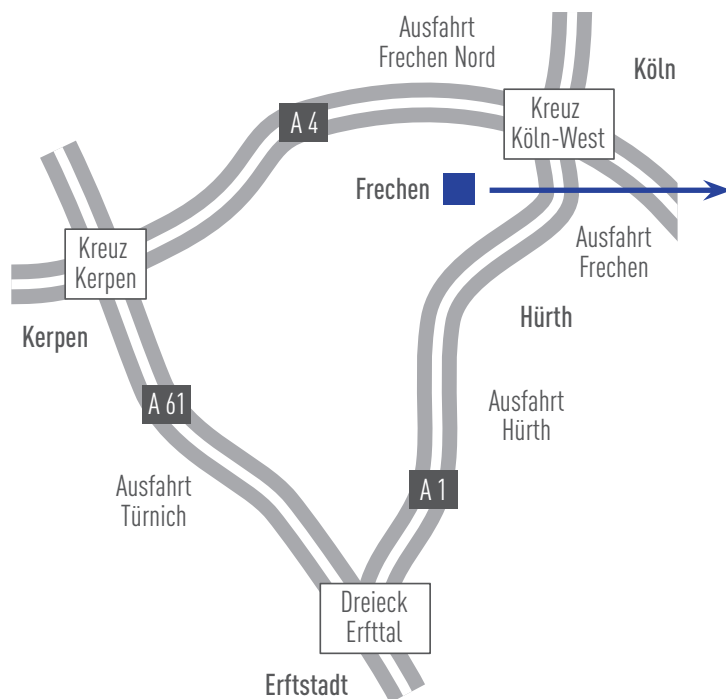 Ausfahrt
Frechen Nord
Köln
Kreuz
Köln-West
A 4
Frechen
Kreuz
Kerpen
Ausfahrt
Frechen
Hürth
Kerpen
A 61
Ausfahrt
Hürth
Ausfahrt
Türnich
A 1
Dreieck
Erfttal
Erftstadt